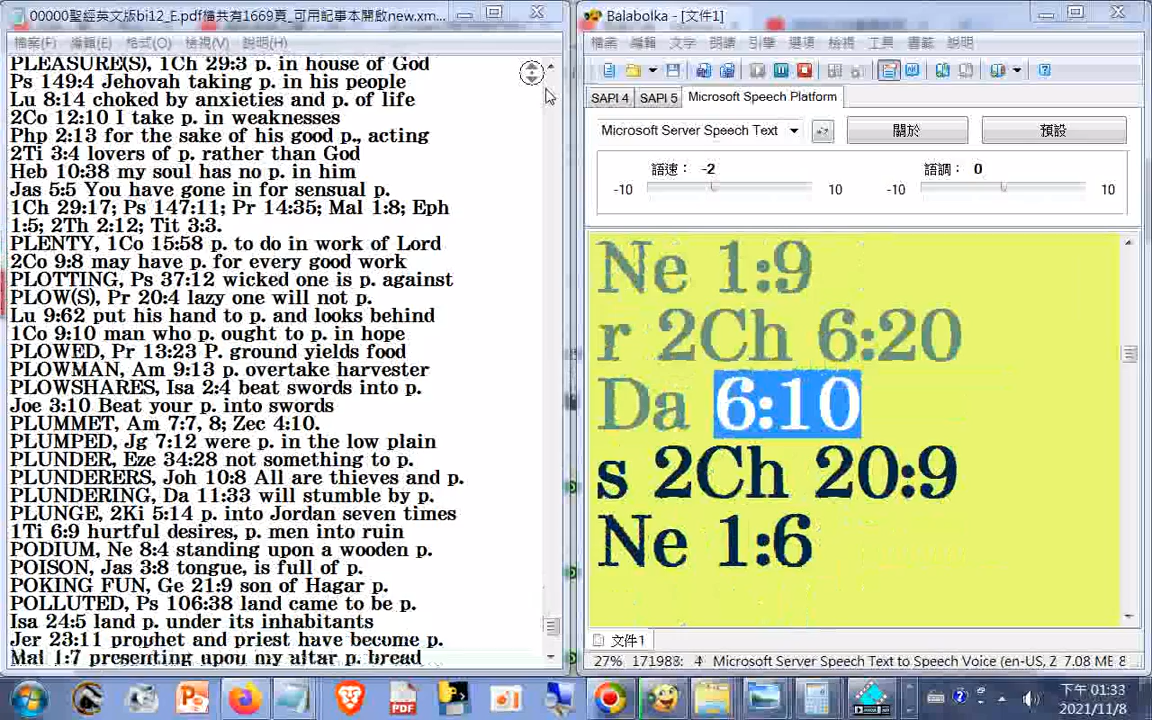 00000聖經英文版bi12_E.pdf檔共有1669頁_可用記事本開啟new.xm...
檔案(F) 編輯(E) 格式(O) 檢視(V) 說明(H)
PLEASURE(S), 1Ch 29:3 p. in house of God
Ps 149:4 Jehovah taking p. in his people
Lu 8:14 choked by anxieties and p. of life
2Co 12:10 I take p. in weaknesses
Php 2:13 for the sake of his good p., acting
2Ti 3:4 lovers of p. rather than God
Heb 10:38 my soul has no p. in him
Jas 5:5 You have gone in for sensual p.
1Ch 29:17; Ps 147:11; Pr 14:35; Mal 1:8; Eph
1:5; 2Th 2:12; Tit 3:3.
PLENTY, 1Co 15:58 p. to do in work of Lord
2Co 9:8 may have p. for every good work
PLOTTING, Ps 37:12 wicked one is p. against
PLOW(S), Pr 20:4 lazy one will not p.
Lu 9:62 put his hand to p. and looks behind
1Co 9:10 man who p. ought to p. in hope
PLOWED, Pr 13:23 P. ground yields food
PLOWMAN, Am 9:13 p. overtake harvester
PLOWSHARES, Isa 2:4 beat swords into p.
Joe 3:10 Beat your p. into swords
PLUMMET, Am 7:7, 8; Zec 4:10.
PLUMPED, Jg 7:12 were p. in the low plain
PLUNDER, Eze 34:28 not something to p.
PLUNDERERS, Joh 10:8 All are thieves and p.
PLUNDERING, Da 11:33 will stumble by p.
PLUNGE, 2Ki 5:14 p. into Jordan seven times
1Ti 6:9 hurtful desires, p. men into ruin
PODIUM, Ne 8:4 standing upon a wooden p.
POISON, Jas 3:8 tongue, is full of p.
POKING FUN, Ge 21:9 son of Hagar p.
POLLUTED, Ps 106:38 land came to be p.
Isa 24:5 land p. under its inhabitants
Jer 23:11 prophet and priest have become p.
Mal 1:7 presenting upon my altar p. bread
Balabolka - [文件1]
檔案 編輯 文字 朗讀 引擎 選項 檢視 工具 書籤 說明
SAPI 4 SAPI 5 Microsoft Speech Platform
Microsoft Server Speech Text 關於 預設
語速： -2 語調： 0
-10 10 -10 10
Ne 1:9
r 2Ch 6:20
Da 6:10
s 2Ch 20:9
Ne 1:6
文件1
27% 171983: 4 Microsoft Server Speech Text to Speech Voice (en-US, Z 7.08 ME 8
PDF
下午 01:33
2021/11/8